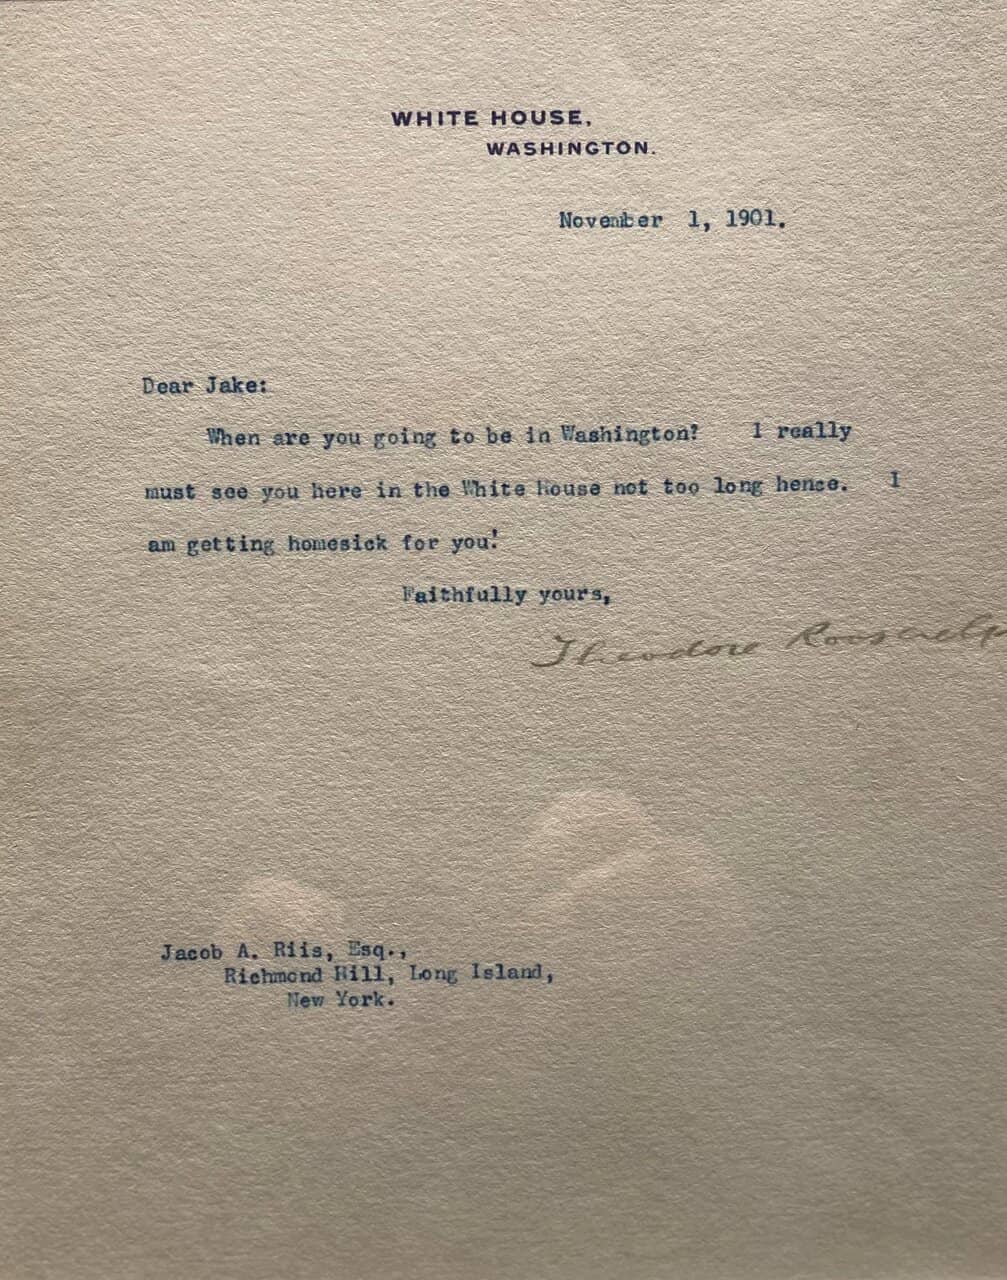 WHITE HOUSE,
WASHINGTON.
November 1, 1901.
Dear Jake:
When are you going to be in Washington? I really
must see you here in the White House not too long hence. I
am getting homesick for you!
Faithfully yours,
Theodore Roosevelt
Jacob A. Riis, Esq.,
Richmond Hill, Long Island,
New York.